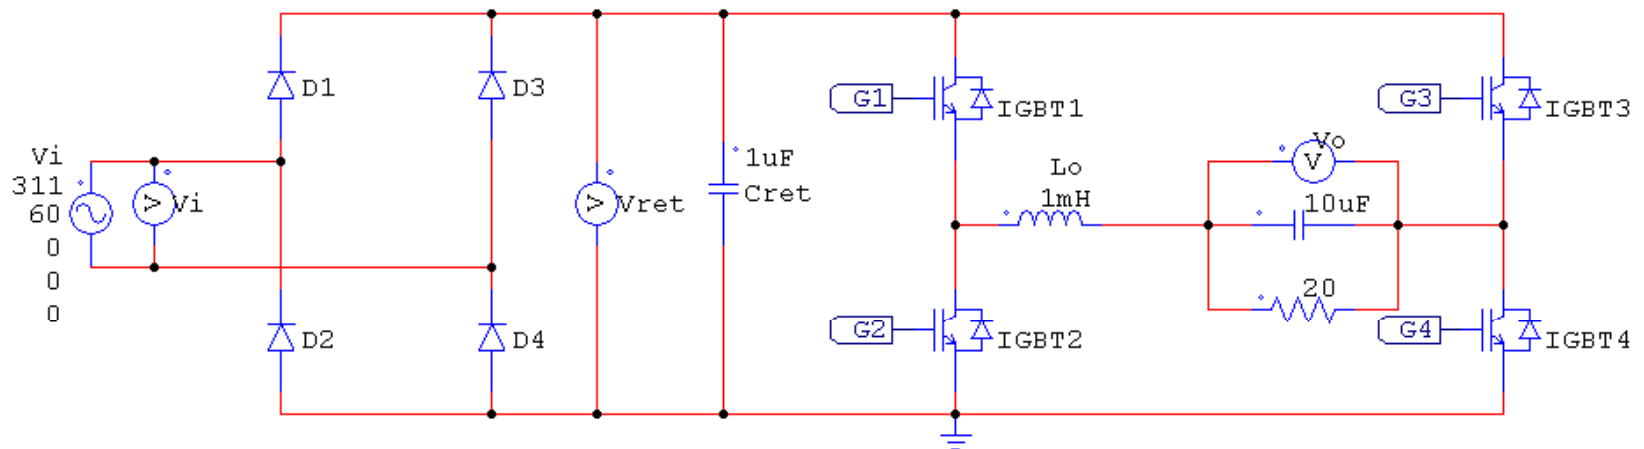 Vi
311
60
0
0
0
Vi
D1
D2
D3
D4
Vret
1uF
Cret
G1
IGBT1
G2
IGBT2
Lo
1mH
Vo
V
10uF
20
G3
IGBT3
G4
IGBT4
V
V